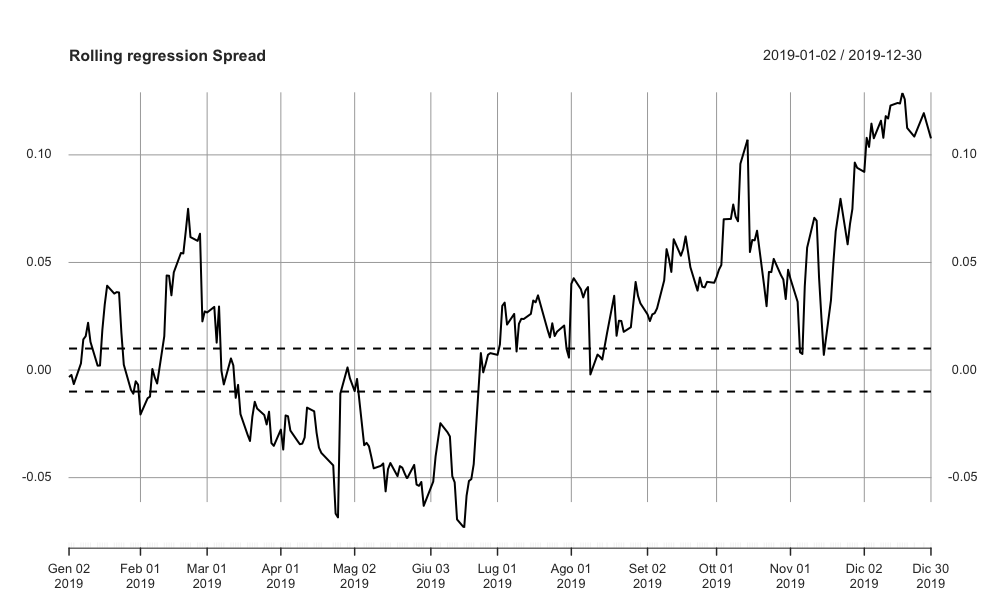 Rolling regression Spread
2019-01-02 / 2019-12-30
0.10 0.10
0.05 0.05
0.00 0.00
-0.05 -0.05
Gen 02 Feb 01 Mar 01 Apr 01 Mag 02 Giu 03 Lug 01 Ago 01 Set 02 Ott 01 Nov 01 Dic 02 Dic 30
2019 2019 2019 2019 2019 2019 2019 2019 2019 2019 2019 2019 2019